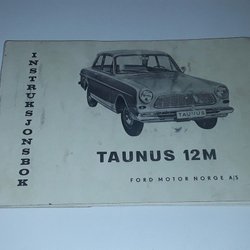 INSTRUKSJONSBOK
TAUNUS
TAUNUS 12M
FORD MOTOR NORGE A/S